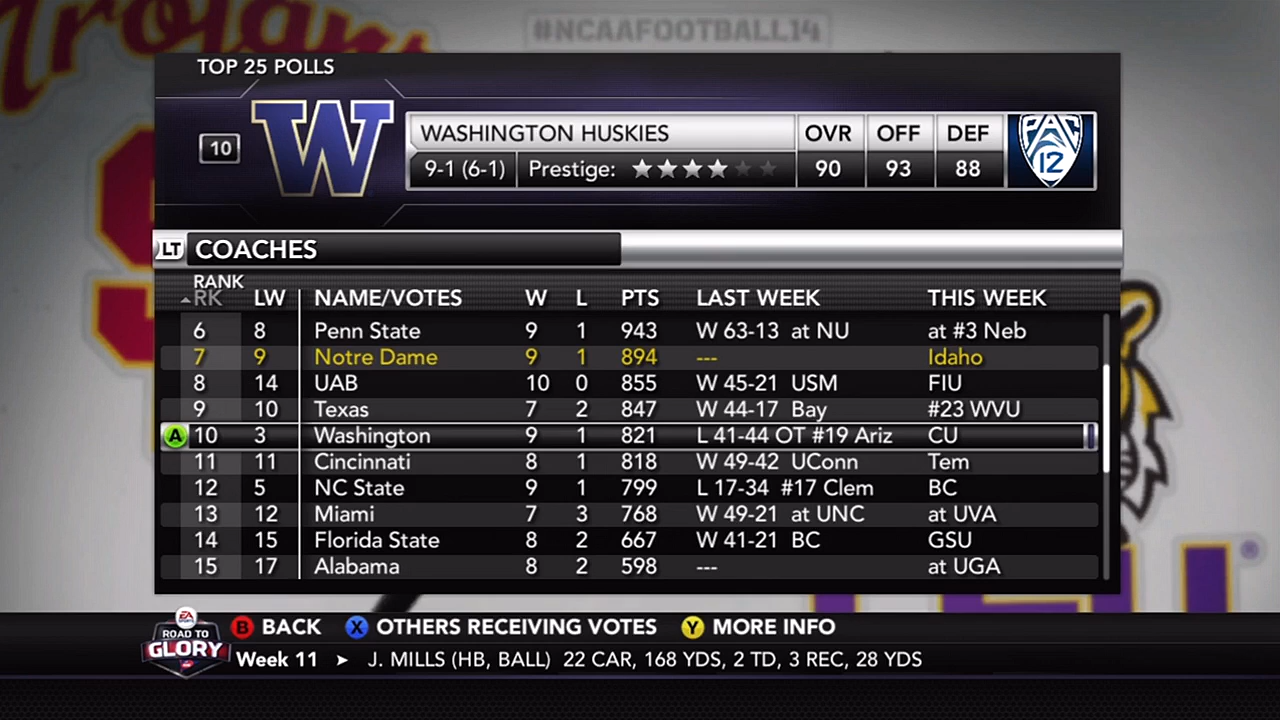 Trojans
#NCAAFOOTBALL14
TOP 25 POLLS
10
W
WASHINGTON HUSKIES OVR OFF DEF
9-1 (6-1) Prestige: 90 93 88
PAC 12
LT COACHES
RANK
RK LW NAME/VOTES W L PTS LAST WEEK THIS WEEK
6 8 Penn State 9 1 943 W 63-13 at NU at #3 Neb
7 9 Notre Dame 9 1 894 --- Idaho
8 14 UAB 10 0 855 W 45-21 USM FIU
9 10 Texas 7 2 847 W 44-17 Bay #23 WVU
A 10 3 Washington 9 1 821 L 41-44 OT #19 Ariz CU
11 11 Cincinnati 8 1 818 W 49-42 UConn Tem
12 5 NC State 9 1 799 L 17-34 #17 Clem BC
13 12 Miami 7 3 768 W 49-21 at UNC at UVA
14 15 Florida State 8 2 667 W 41-21 BC GSU
15 17 Alabama 8 2 598 --- at UGA
EA SPORTS
ROAD TO GLORY
B BACK X OTHERS RECEIVING VOTES Y MORE INFO
Week 11 J. MILLS (HB, BALL) 22 CAR, 168 YDS, 2 TD, 3 REC, 28 YDS